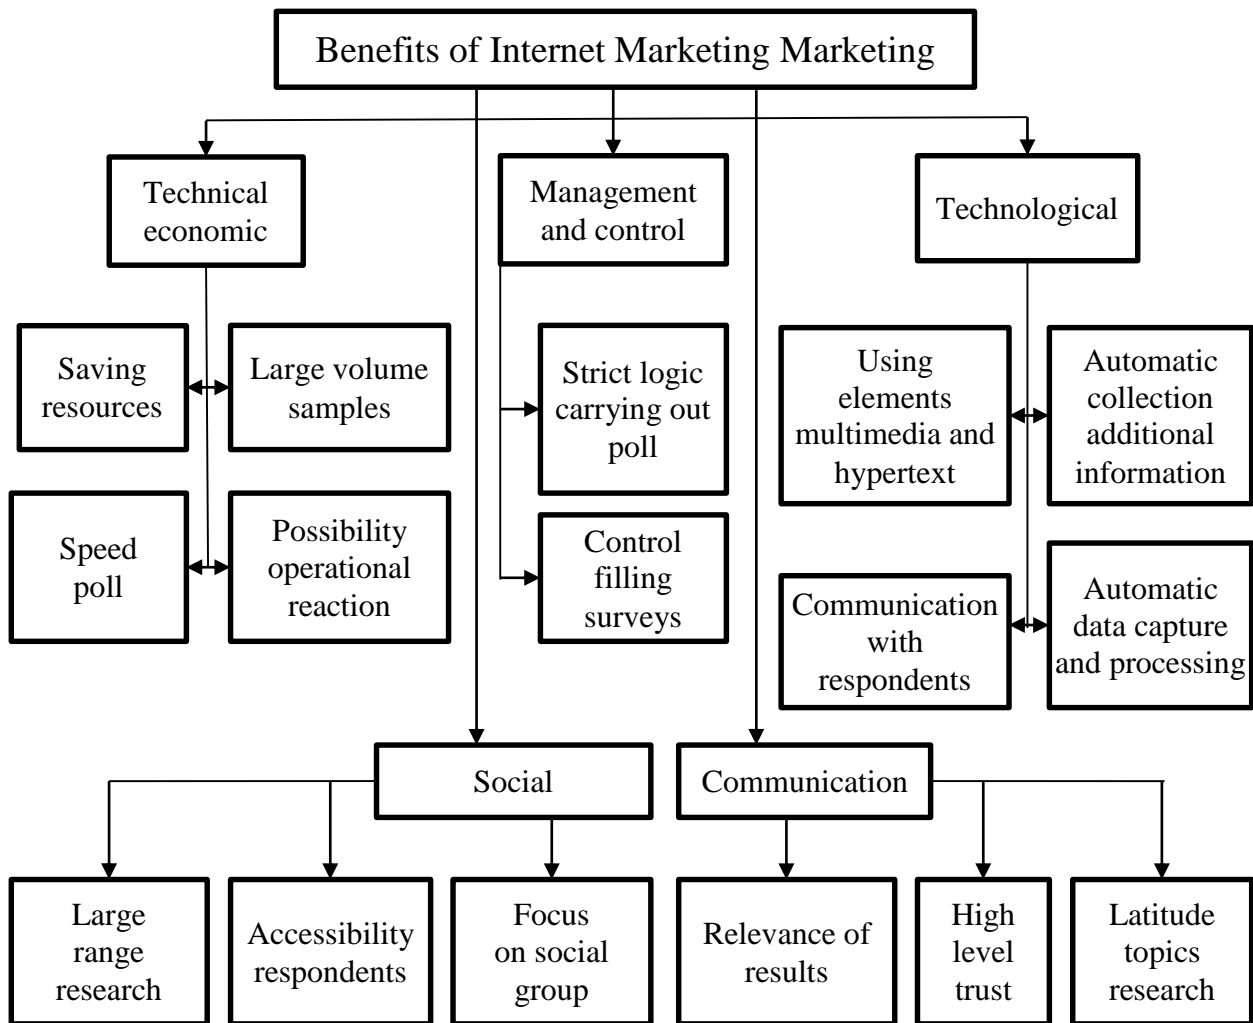 Benefits of Internet Marketing Marketing
Technical
economic
Management
and control
Technological
Saving
resources
Large volume
samples
Speed
poll
Possibility
operational
reaction
Strict logic
carrying out
poll
Control
filling
surveys
Using
elements
multimedia and
hypertext
Automatic
collection
additional
information
Communication
with
respondents
Automatic
data capture
and processing
Social
Communication
Large
range
research
Accessibility
respondents
Focus
on social
group
Relevance of
results
High
level
trust
Latitude
topics
research